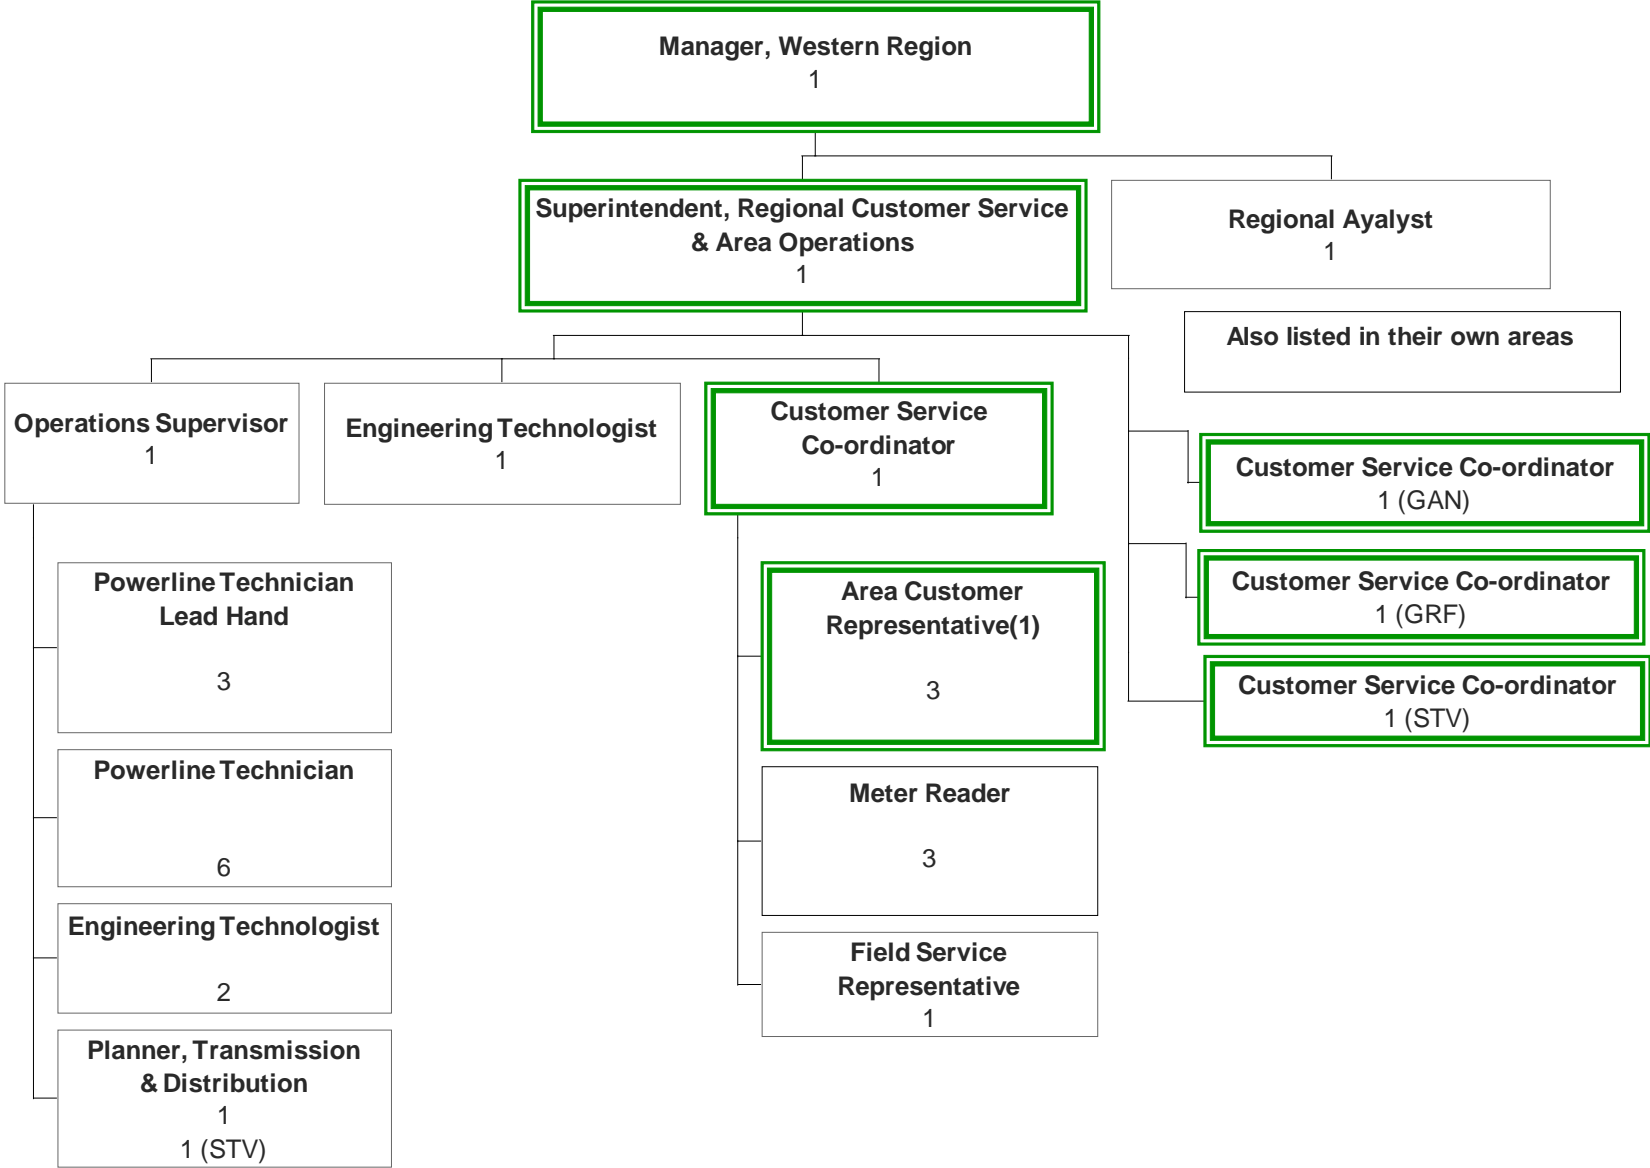 Manager, Western Region
1
Superintendent, Regional Customer Service
& Area Operations
1
Regional Ayalyst
1
Also listed in their own areas
Operations Supervisor
1
Engineering Technologist
1
Customer Service
Co-ordinator
1
Customer Service Co-ordinator
1 (GAN)
Customer Service Co-ordinator
1 (GRF)
Customer Service Co-ordinator
1 (STV)
Powerline Technician
Lead Hand
3
Powerline Technician
6
Engineering Technologist
2
Planner, Transmission
& Distribution
1
1 (STV)
Area Customer
Representative(1)
3
Meter Reader
3
Field Service
Representative
1